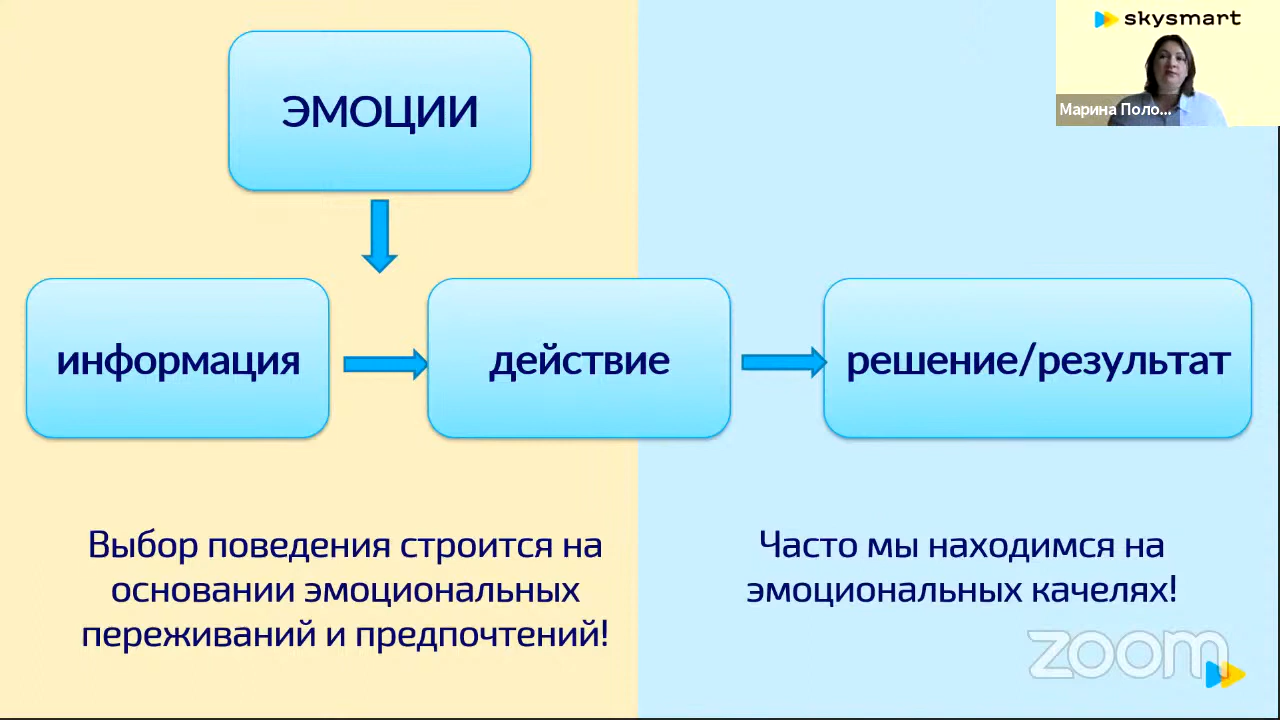 skysmart
Марина Поло...
ЭМОЦИИ
информация
действие
решение/результат
Выбор поведения строится на
основании эмоциональных
переживаний и предпочтений!
Часто мы находимся на
эмоциональных качелях!
zoom